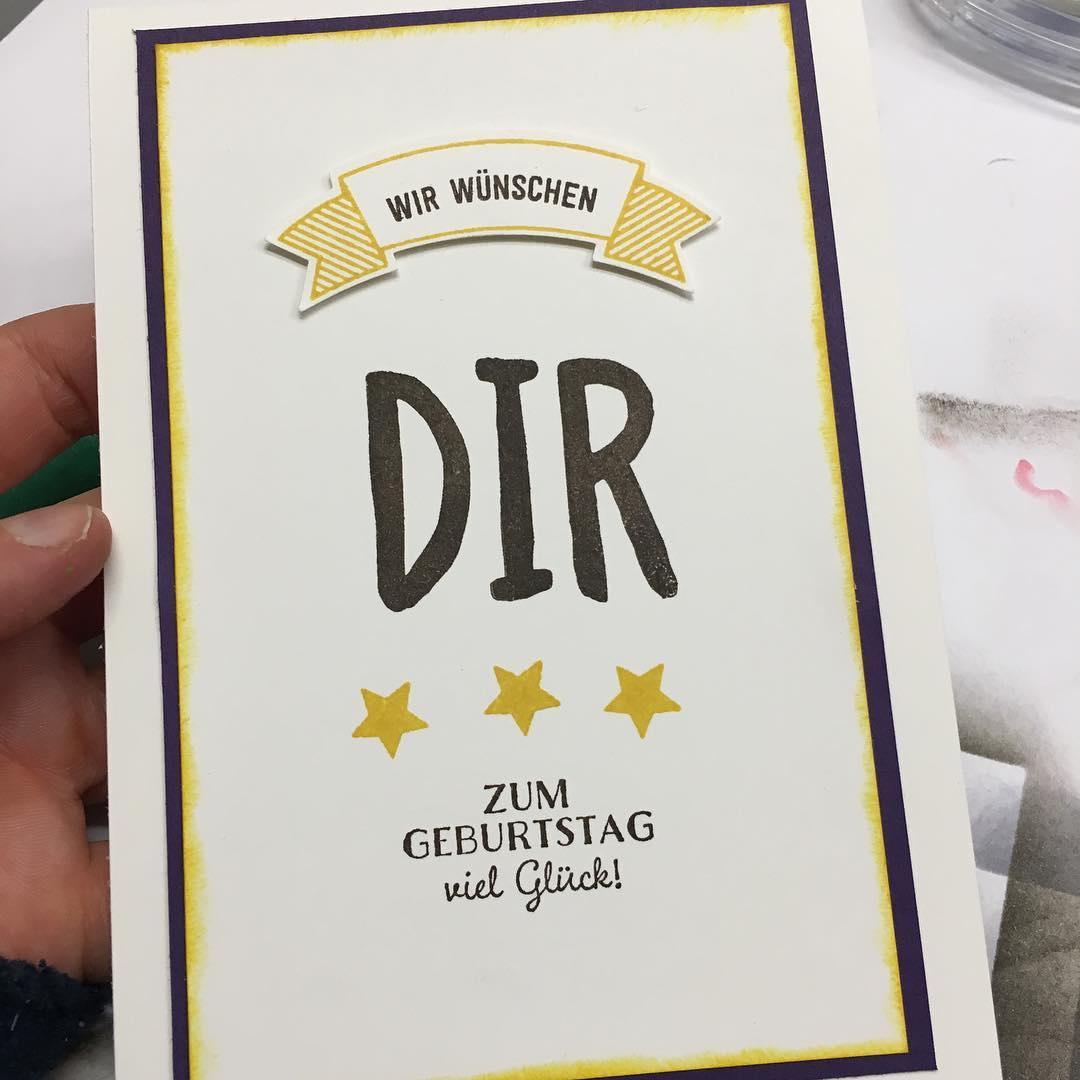 WIR WÜNSCHEN
DIR
ZUM
GEBURTSTAG
viel Glück!